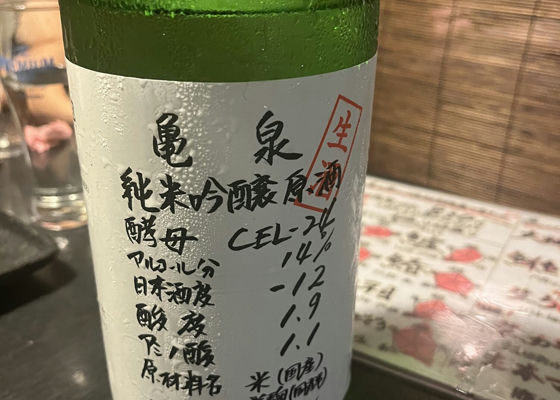 亀泉
生酒
純米吟醸原酒
酵母 CEL-24
アルコール分 14%
日本酒度 -12
酸度 1.9
アミノ酸 1.1
原材料名 米(国産)